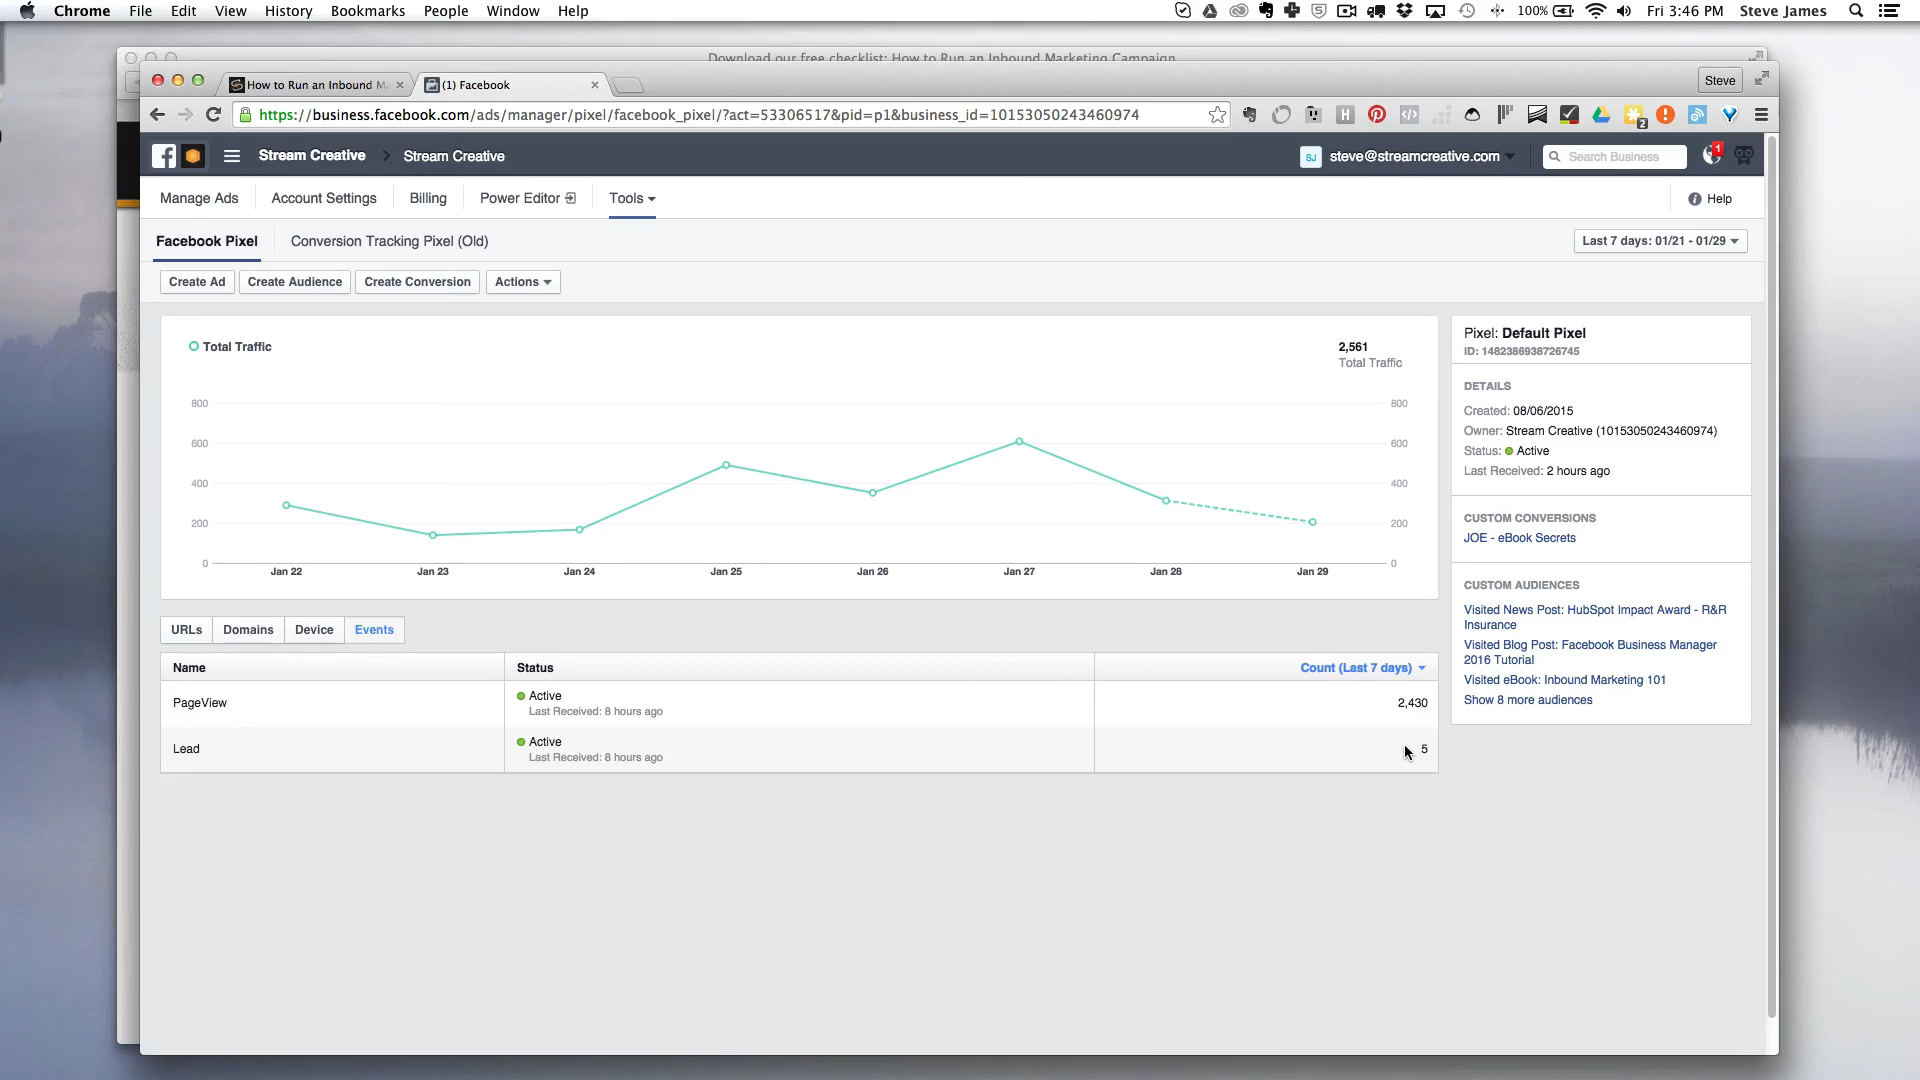 Chrome File Edit View History Bookmarks People Window Help 100% Fri 3:46 PM Steve James
Download our free checklist: How to Run an Inbound Marketing Campaign
How to Run an Inbound M (1) Facebook Steve
https://business.facebook.com/ads/manager/pixel/facebook_pixel/?act=53306517&pid=p1&business_id=10153050243460974
2
Stream Creative > Stream Creative SJ steve@streamcreative.com Search Business 1
Manage Ads Account Settings Billing Power Editor Tools Help
Facebook Pixel Conversion Tracking Pixel (Old) Last 7 days: 01/21 - 01/29
Create Ad Create Audience Create Conversion Actions
Total Traffic
2,561
Total Traffic
800 800
600 600
400 400
200 200
0 0
Jan 22 Jan 23 Jan 24 Jan 25 Jan 26 Jan 27 Jan 28 Jan 29
URLs Domains Device Events
Name Status Count (Last 7 days)
PageView Active 2,430
Last Received: 8 hours ago
Lead Active 5
Last Received: 8 hours ago
Pixel: Default Pixel
ID: 1482386938726745
DETAILS
Created: 08/06/2015
Owner: Stream Creative (10153050243460974)
Status: Active
Last Received: 2 hours ago
CUSTOM CONVERSIONS
JOE - eBook Secrets
CUSTOM AUDIENCES
Visited News Post: HubSpot Impact Award - R&R
Insurance
Visited Blog Post: Facebook Business Manager
2016 Tutorial
Visited eBook: Inbound Marketing 101
Show 8 more audiences